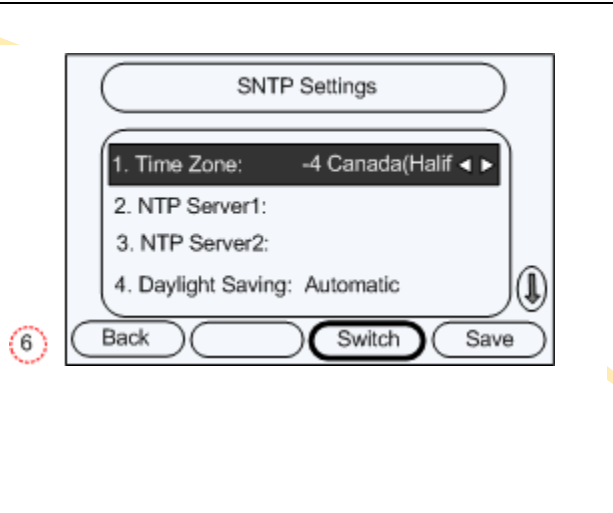 SNTP Settings
1. Time Zone: -4 Canada(Halif
2. NTP Server1:
3. NTP Server2:
4. Daylight Saving: Automatic
6 Back Switch Save